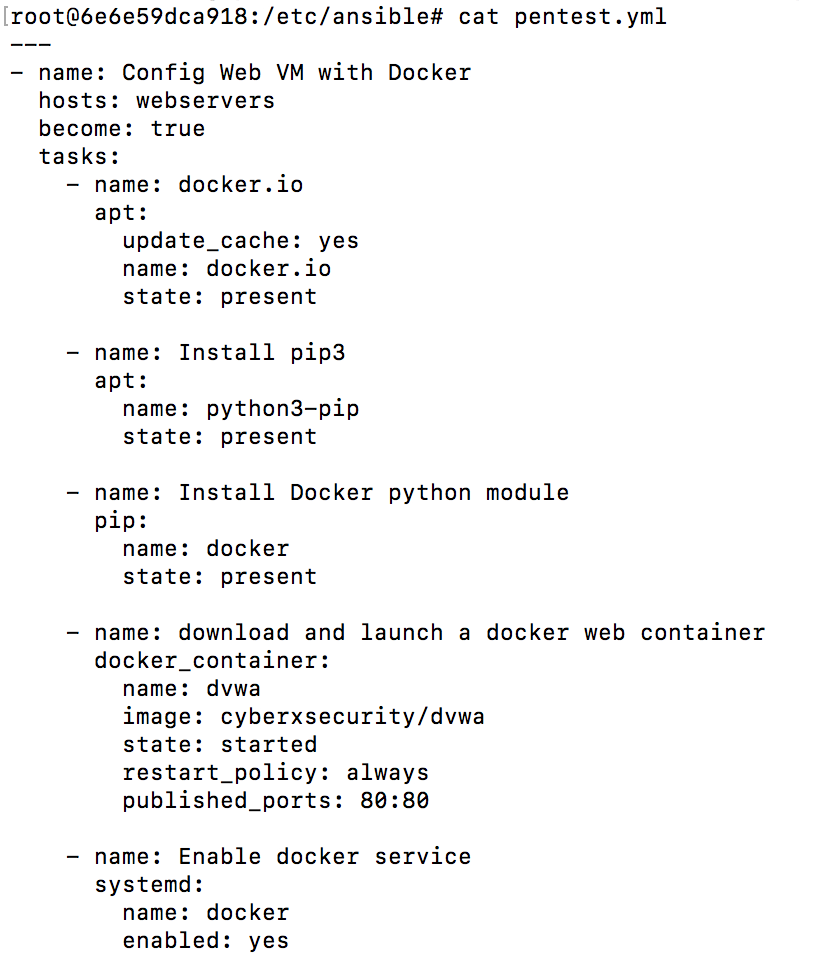 [root@6e6e59dca918:/etc/ansible# cat pentest.yml
---
- name: Config Web VM with Docker
  hosts: webservers
  become: true
  tasks:
    - name: docker.io
      apt:
        update_cache: yes
        name: docker.io
        state: present

    - name: Install pip3
      apt:
        name: python3-pip
        state: present

    - name: Install Docker python module
      pip:
        name: docker
        state: present

    - name: download and launch a docker web container
      docker_container:
        name: dvwa
        image: cyberxsecurity/dvwa
        state: started
        restart_policy: always
        published_ports: 80:80

    - name: Enable docker service
      systemd:
        name: docker
        enabled: yes